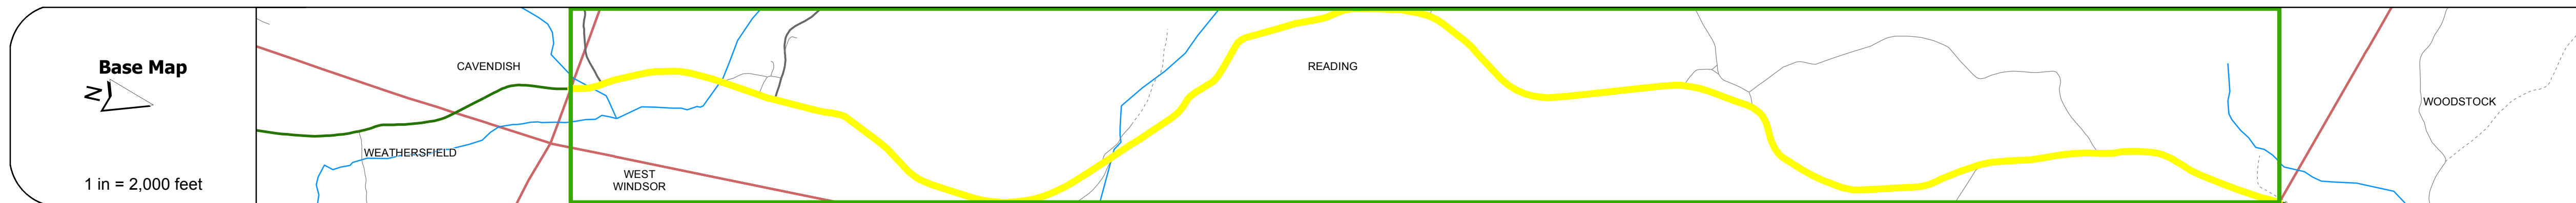 Base Map
N
1 in = 2,000 feet
CAVENDISH
WEATHERSFIELD
WEST
WINDSOR
READING
WOODSTOCK